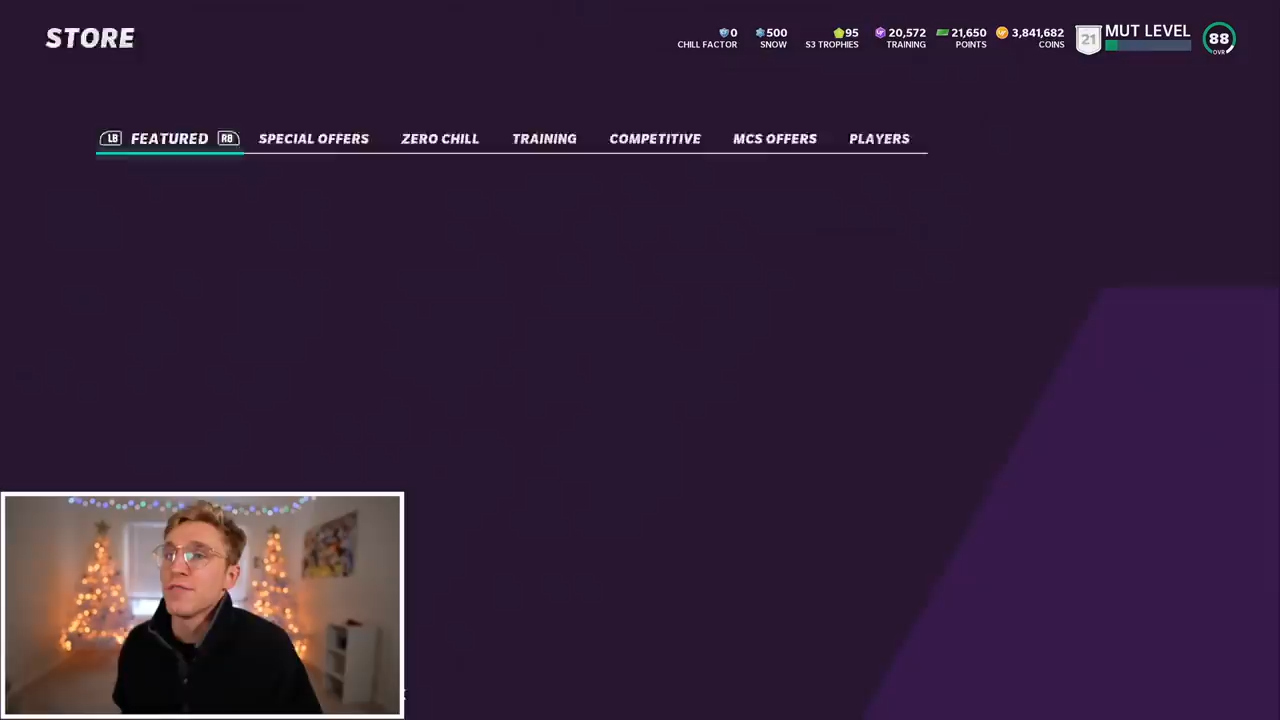 STORE
0 500 95 20,572 21,650 3,841,682
CHILL FACTOR SNOW S3 TROPHIES TRAINING POINTS COINS
21 MUT LEVEL 88 OVR
LB FEATURED RB SPECIAL OFFERS ZERO CHILL TRAINING COMPETITIVE MCS OFFERS PLAYERS